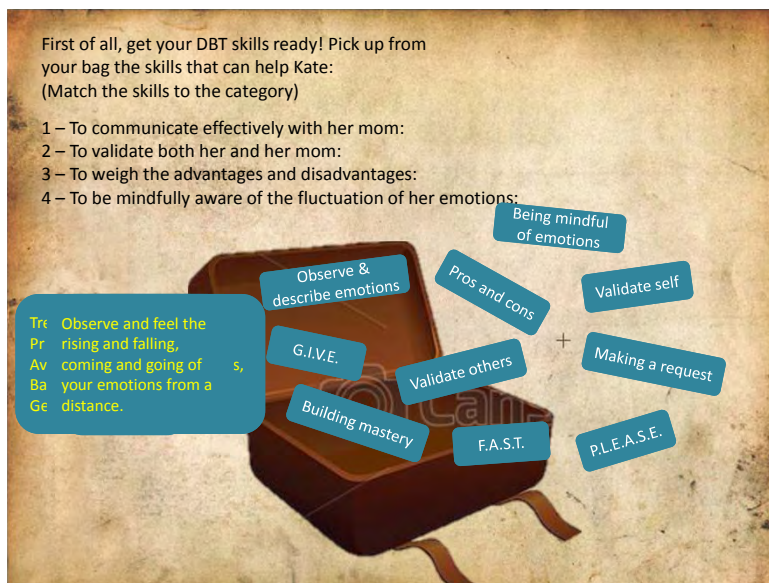 First of all, get your DBT skills ready! Pick up from
your bag the skills that can help Kate:
(Match the skills to the category)
1 – To communicate effectively with her mom:
2 – To validate both her and her mom:
3 – To weigh the advantages and disadvantages:
4 – To be mindfully aware of the fluctuation of her emotions:
Being mindful
of emotions
Observe &
describe emotions
Pros and cons
Validate self
Observe and feel the
rising and falling,
coming and going of
your emotions from a
distance.
G.I.V.E.
Validate others
Making a request
Building mastery
F.A.S.T.
P.L.E.A.S.E.